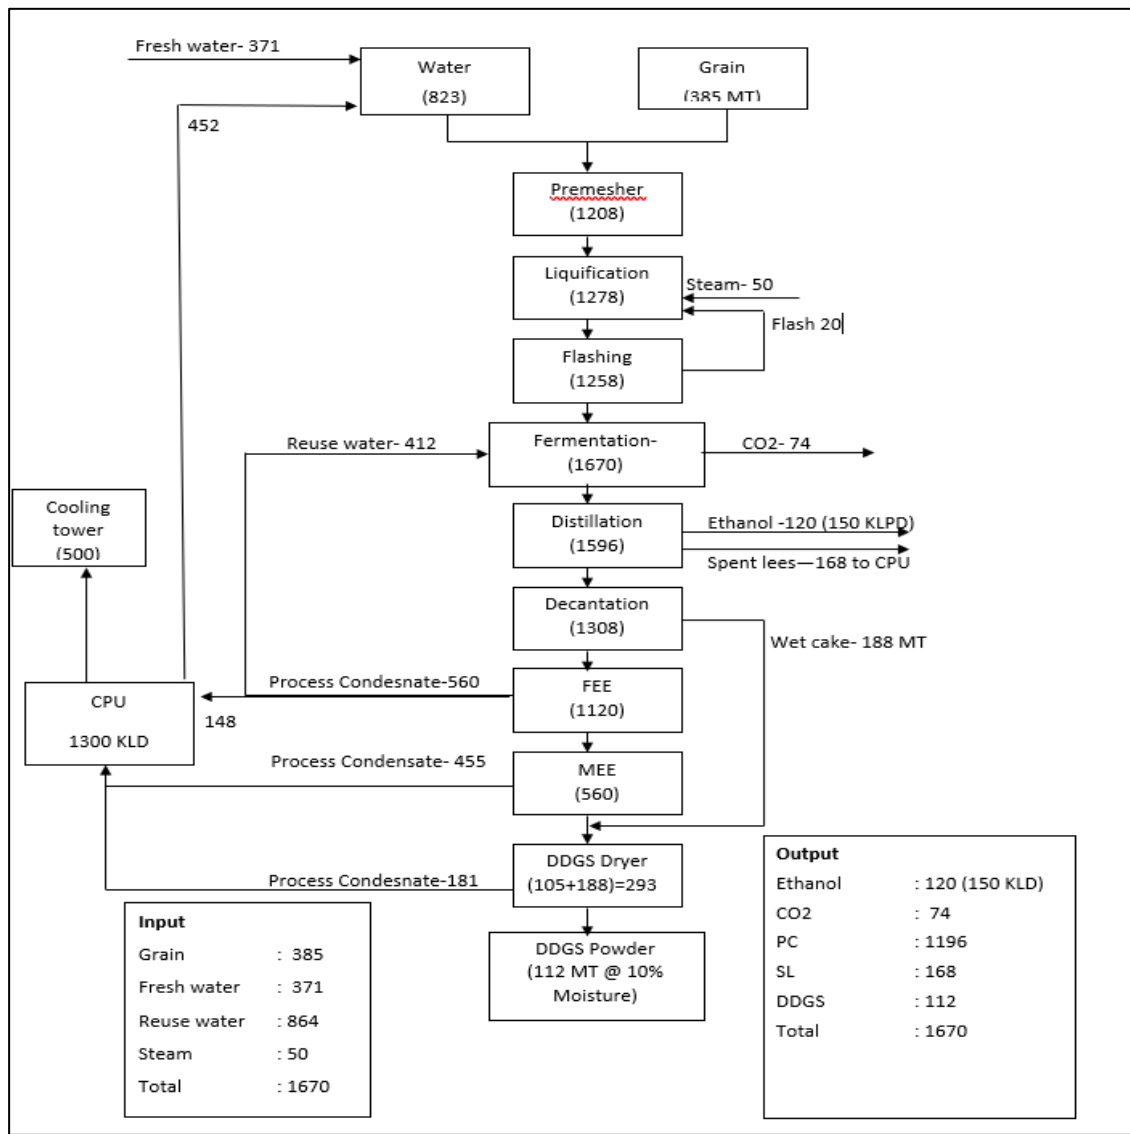 Fresh water- 371
Water
(823)
Grain
(385 MT)
452
Premesher
(1208)
Liquification
(1278)
Steam- 50
Flash 20
Flashing
(1258)
Reuse water- 412
Fermentation-
(1670)
CO2- 74
Cooling
tower
(500)
Distillation
(1596)
Ethanol -120 (150 KLPD)
Spent lees—168 to CPU
Decantation
(1308)
Wet cake- 188 MT
Process Condesnate-560
FEE
(1120)
CPU
1300 KLD
148
Process Condensate- 455
MEE
(560)
Process Condesnate-181
DDGS Dryer
(105+188)=293
DDGS Powder
(112 MT @ 10%
Moisture)
Input
Grain : 385
Fresh water : 371
Reuse water : 864
Steam : 50
Total : 1670
Output
Ethanol : 120 (150 KLD)
CO2 : 74
PC : 1196
SL : 168
DDGS : 112
Total : 1670